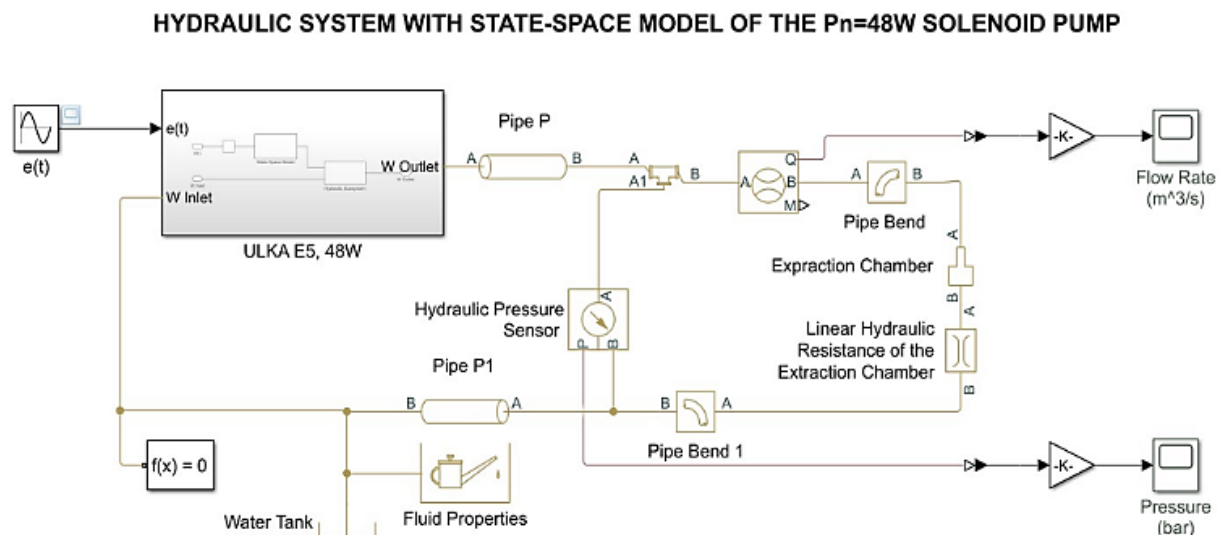 HYDRAULIC SYSTEM WITH STATE-SPACE MODEL OF THE Pn=48W SOLENOID PUMP
e(t)
e(t)
W Inlet
W Outlet
ULKA E5, 48W
Pipe P
A
B
A
A1
B
A
Q
B
M
A
B
Pipe Bend
-K-
Flow Rate
(m^3/s)
A
Expraction Chamber
B
A
Linear Hydraulic
Resistance of the
Extraction Chamber
B
Hydraulic Pressure
Sensor
A
P
B
Pipe P1
B
A
B
A
Pipe Bend 1
f(x) = 0
Water Tank
Fluid Properties
-K-
Pressure
(bar)